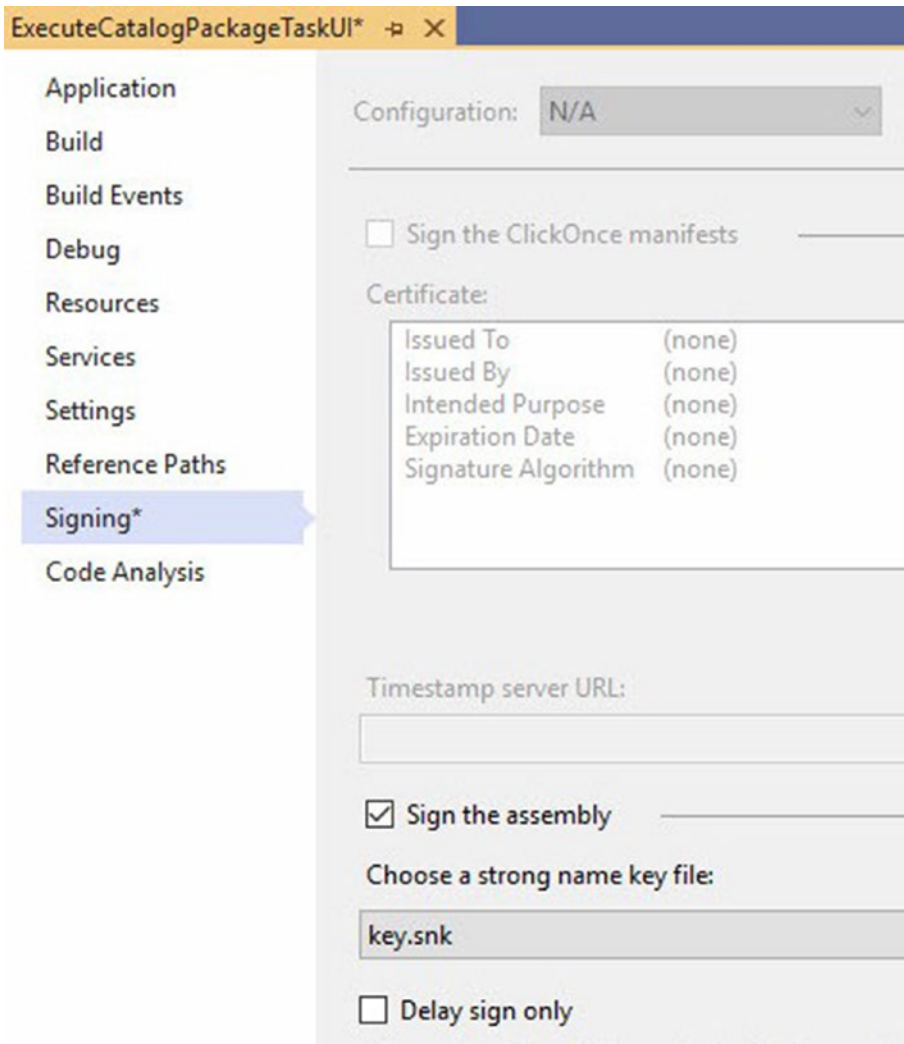 ExecuteCatalogPackageTaskUI*
Application
Build
Build Events
Debug
Resources
Services
Settings
Reference Paths
Signing*
Code Analysis
Configuration: N/A
Sign the ClickOnce manifests
Certificate:
Issued To (none)
Issued By (none)
Intended Purpose (none)
Expiration Date (none)
Signature Algorithm (none)
Timestamp server URL:
Sign the assembly
Choose a strong name key file:
key.snk
Delay sign only